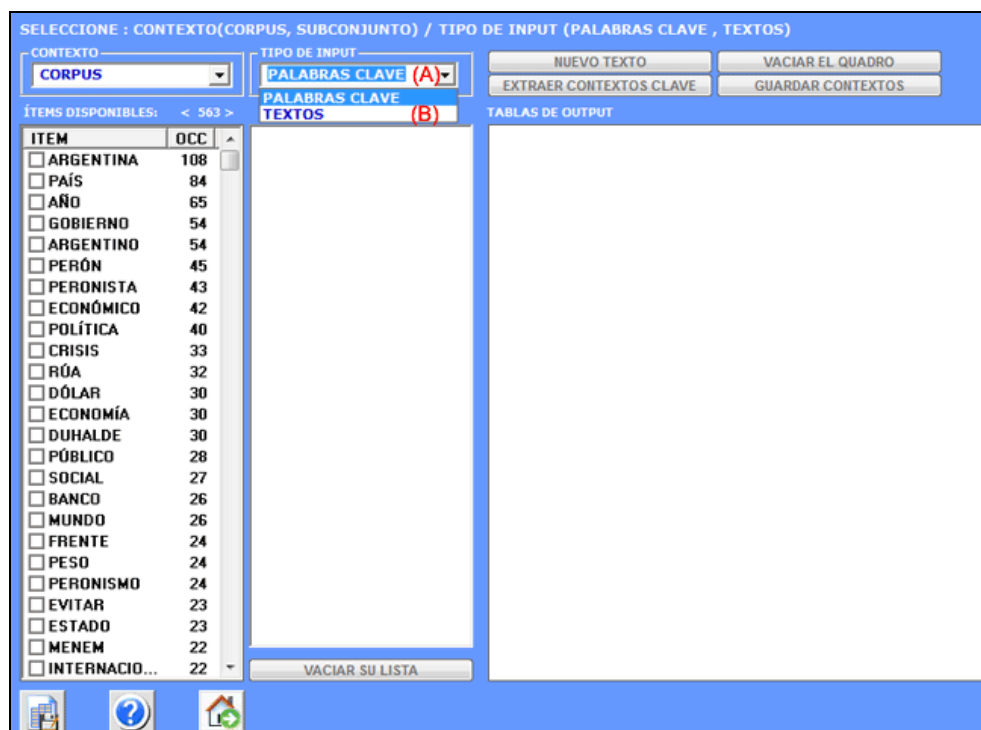 SELECCIONE : CONTEXTO(CORPUS, SUBCONJUNTO) / TIPO DE INPUT (PALABRAS CLAVE , TEXTOS)
CONTEXTO
CORPUS
TIPO DE INPUT
PALABRAS CLAVE (A)
PALABRAS CLAVE
TEXTOS (B)
NUEVO TEXTO
VACIAR EL QUADRO
EXTRAER CONTEXTOS CLAVE
GUARDAR CONTEXTOS
ÍTEMS DISPONIBLES: < 563 >
TABLAS DE OUTPUT
ITEM OCC
ARGENTINA 108
PAÍS 84
AÑO 65
GOBIERNO 54
ARGENTINO 54
PERÓN 45
PERONISTA 43
ECONÓMICO 42
POLÍTICA 40
CRISIS 33
RÚA 32
DÓLAR 30
ECONOMÍA 30
DUHALDE 30
PÚBLICO 28
SOCIAL 27
BANCO 26
MUNDO 26
FRENTE 24
PESO 24
PERONISMO 24
EVITAR 23
ESTADO 23
MENEM 22
INTERNACIO... 22
VACIAR SU LISTA
?